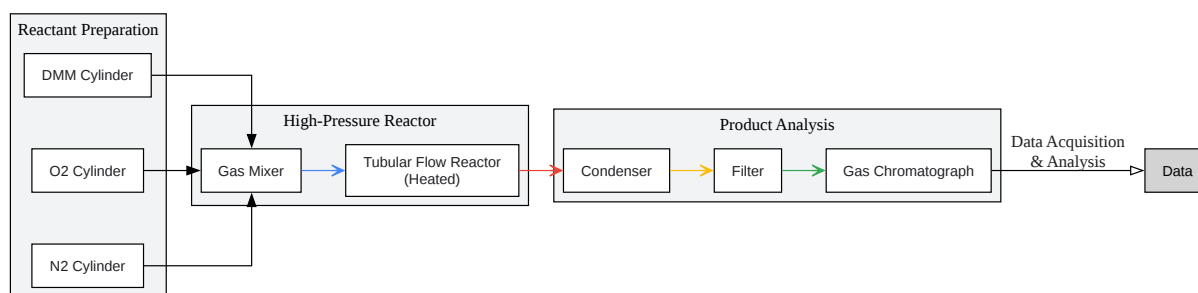 Reactant Preparation
DMM Cylinder
O2 Cylinder
N2 Cylinder
High-Pressure Reactor
Gas Mixer
Tubular Flow Reactor
(Heated)
Product Analysis
Condenser
Filter
Gas Chromatograph
Data Acquisition
& Analysis
Data